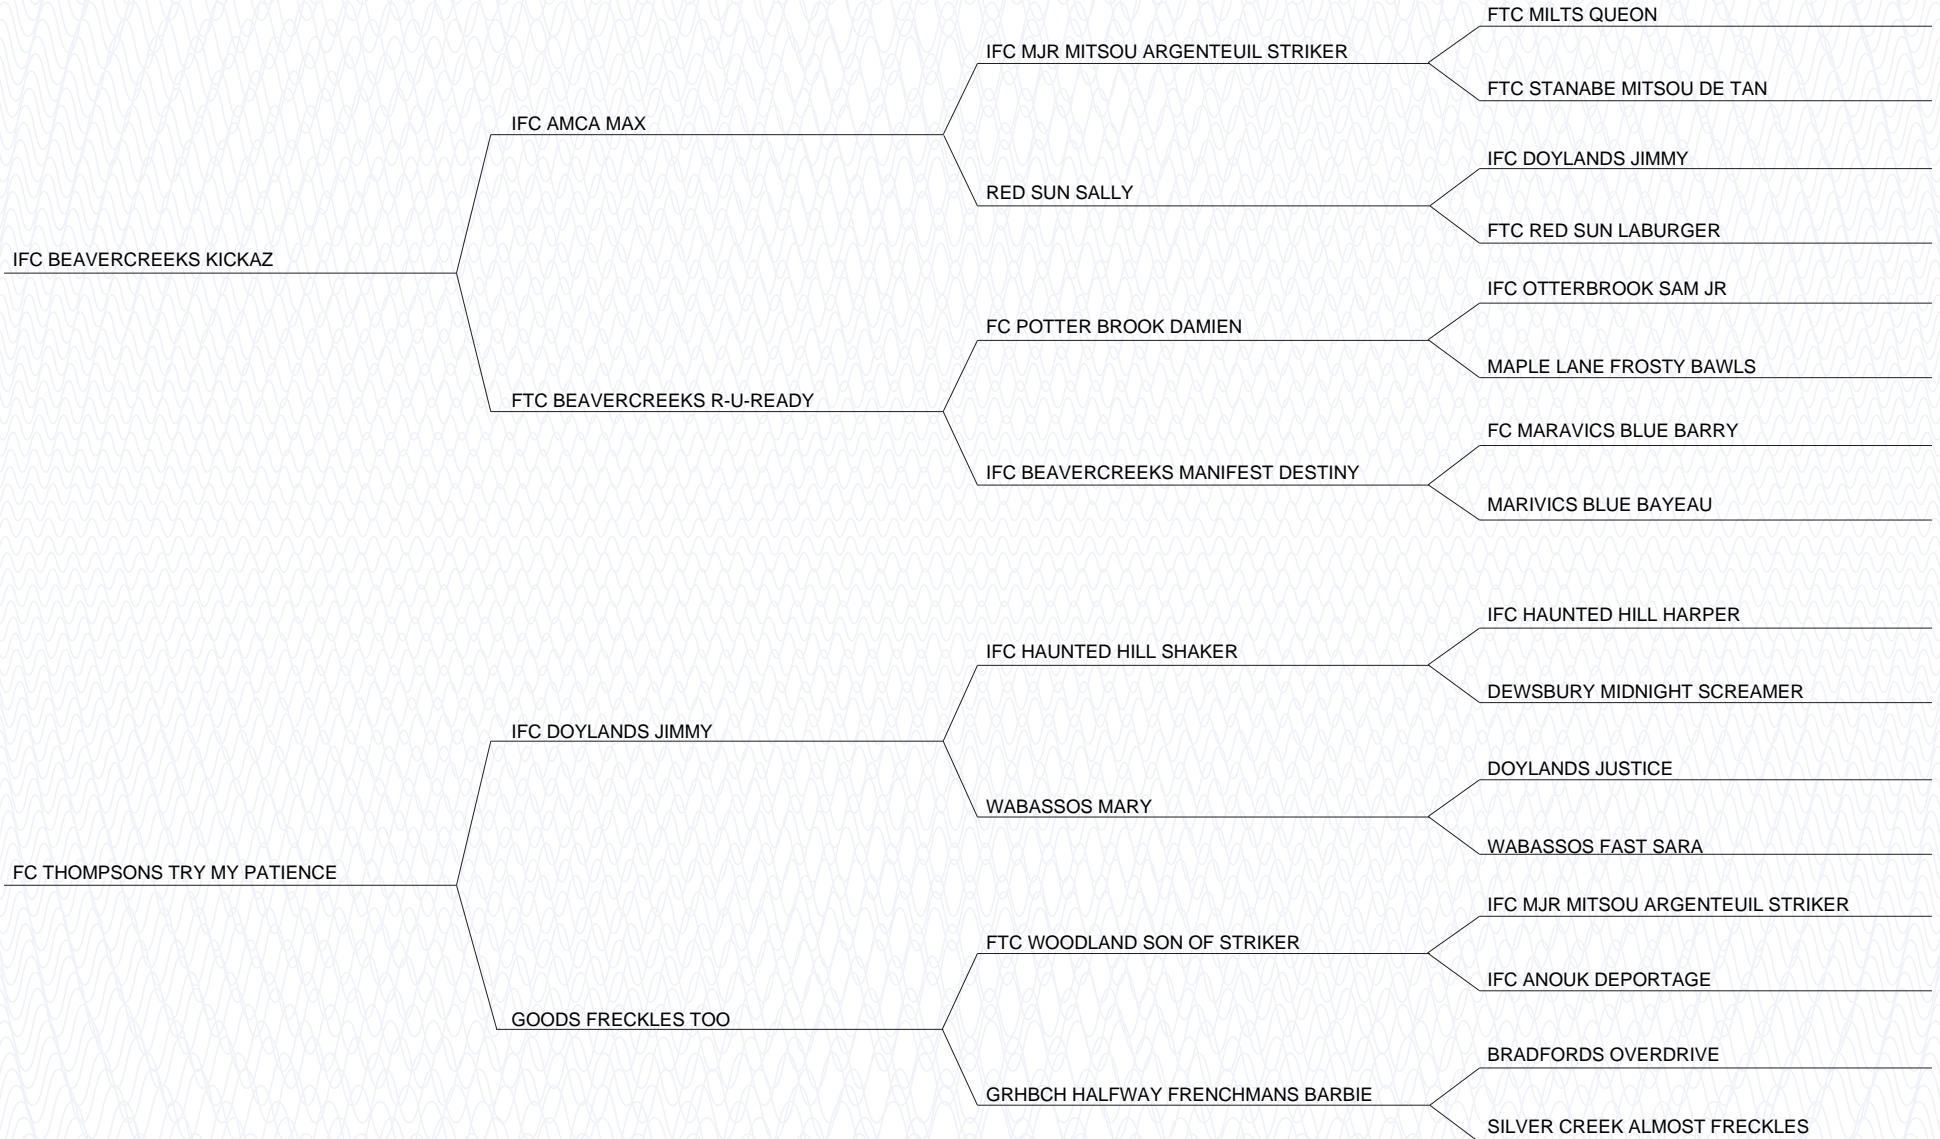 FTC MILTS QUEON
IFC MJR MITSOU ARGENTEUIL STRIKER
FTC STANABE MITSOU DE TAN
IFC AMCA MAX
IFC DOYLANDS JIMMY
RED SUN SALLY
FTC RED SUN LABURGER
IFC BEAVERCREEKS KICKAZ
IFC OTTERBROOK SAM JR
FC POTTER BROOK DAMIEN
MAPLE LANE FROSTY BAWLS
FTC BEAVERCREEKS R-U-READY
FC MARAVICS BLUE BARRY
IFC BEAVERCREEKS MANIFEST DESTINY
MARIVICS BLUE BAYEAU
IFC HAUNTED HILL HARPER
IFC HAUNTED HILL SHAKER
DEWSBURY MIDNIGHT SCREAMER
IFC DOYLANDS JIMMY
DOYLANDS JUSTICE
WABASSOS MARY
WABASSOS FAST SARA
FC THOMPSONS TRY MY PATIENCE
IFC MJR MITSOU ARGENTEUIL STRIKER
FTC WOODLAND SON OF STRIKER
IFC ANOUK DEPORTAGE
GOODS FRECKLES TOO
BRADFORDS OVERDRIVE
GRHBCH HALFWAY FRENCHMANS BARBIE
SILVER CREEK ALMOST FRECKLES